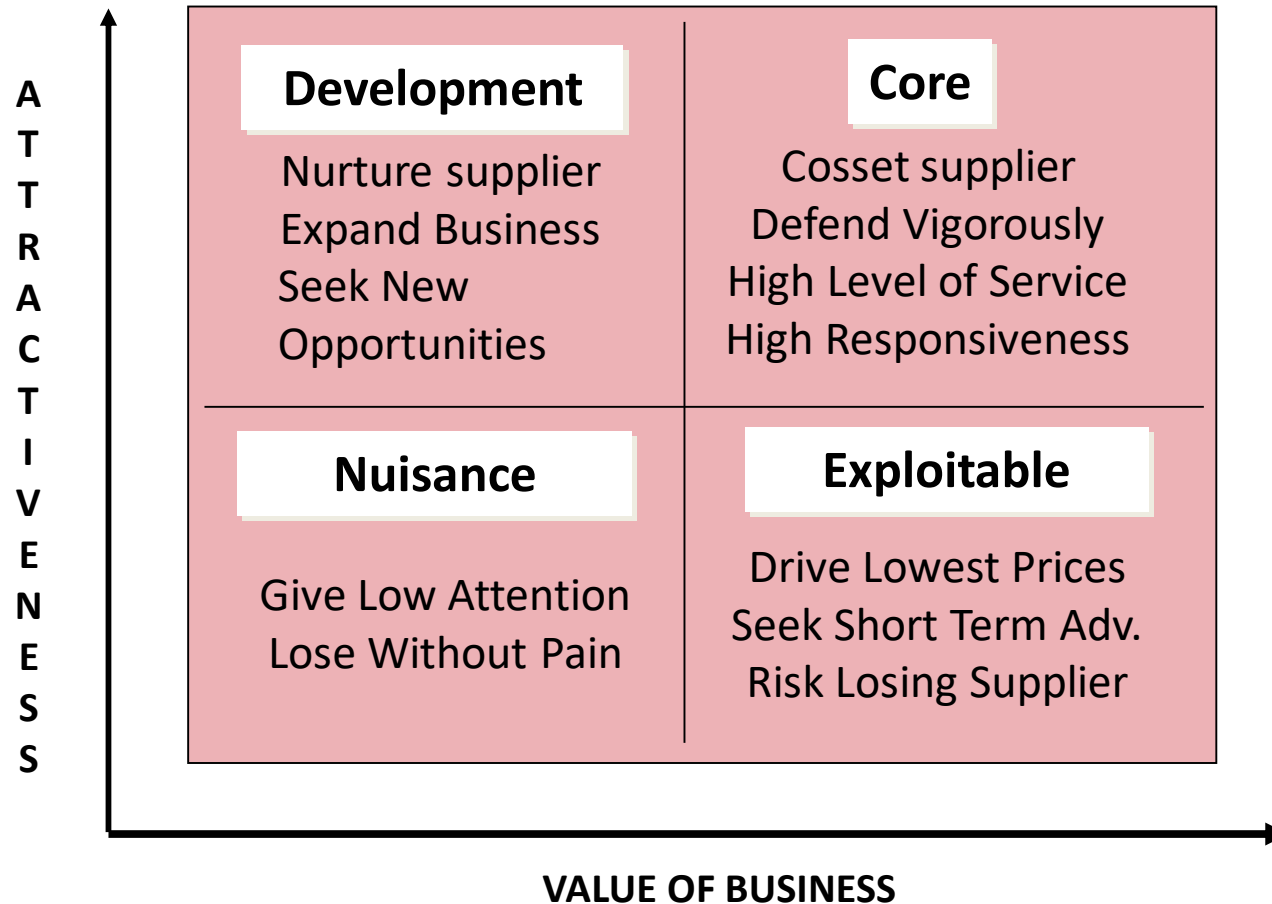 ATTRACTIVENESS
Development
Nurture supplier
Expand Business
Seek New
Opportunities
Core
Cosset supplier
Defend Vigorously
High Level of Service
High Responsiveness
Nuisance
Give Low Attention
Lose Without Pain
Exploitable
Drive Lowest Prices
Seek Short Term Adv.
Risk Losing Supplier
VALUE OF BUSINESS